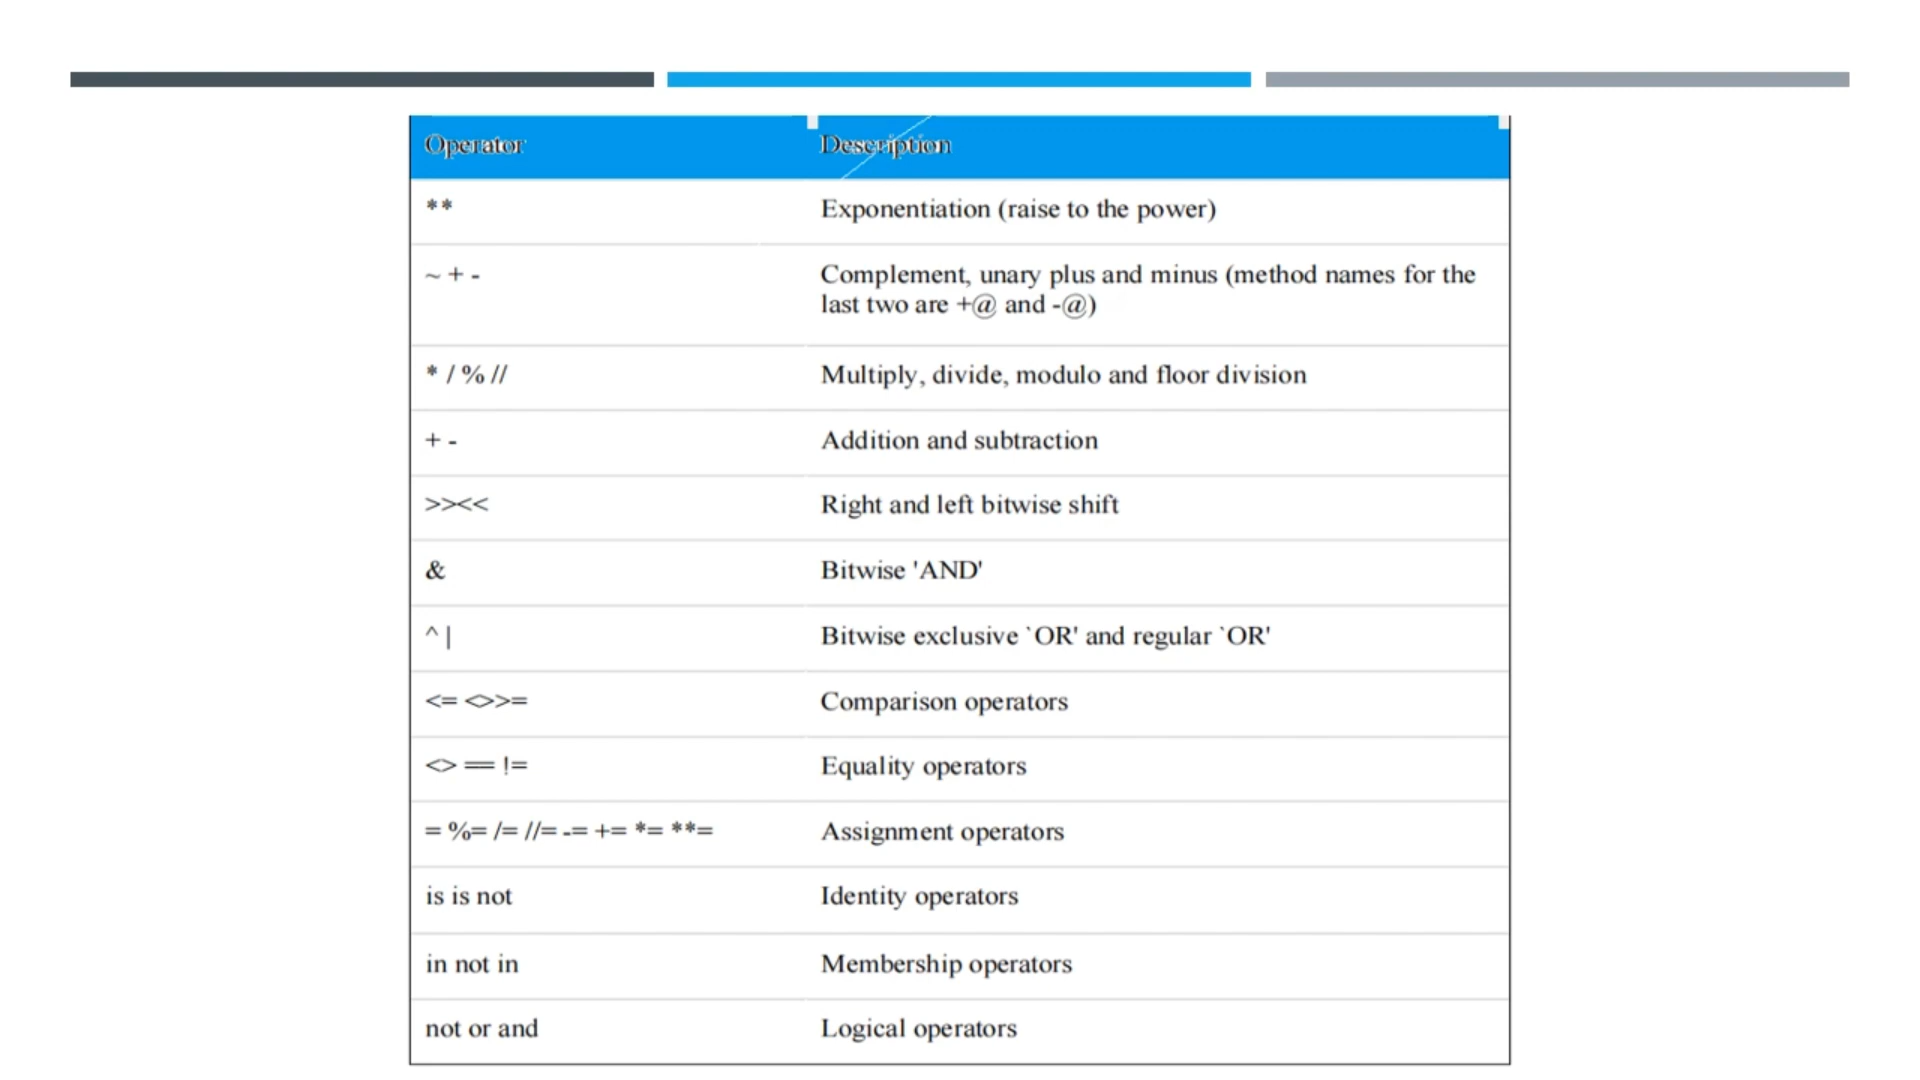 Operator Description
** Exponentiation (raise to the power)
~ + - Complement, unary plus and minus (method names for the
last two are +@ and -@)
* / % // Multiply, divide, modulo and floor division
+ - Addition and subtraction
>><< Right and left bitwise shift
& Bitwise 'AND'
^ | Bitwise exclusive `OR' and regular `OR'
<= <>>= Comparison operators
<> == != Equality operators
= %= /= //= -= += *= **= Assignment operators
is is not Identity operators
in not in Membership operators
not or and Logical operators